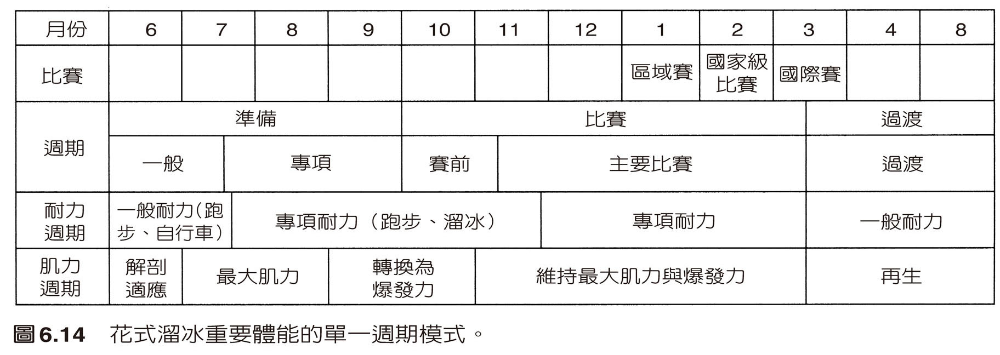 月份 6 7 8 9 10 11 12 1 2 3 4 8
比賽 區域賽 國家級比賽 國際賽
週期 準備 比賽 過渡
一般 專項 賽前 主要比賽 過渡
耐力週期 一般耐力(跑步、自行車) 專項耐力（跑步、溜冰） 專項耐力 一般耐力
肌力週期 解剖適應 最大肌力 轉換為爆發力 維持最大肌力與爆發力 再生
圖6.14 花式溜冰重要體能的單一週期模式。